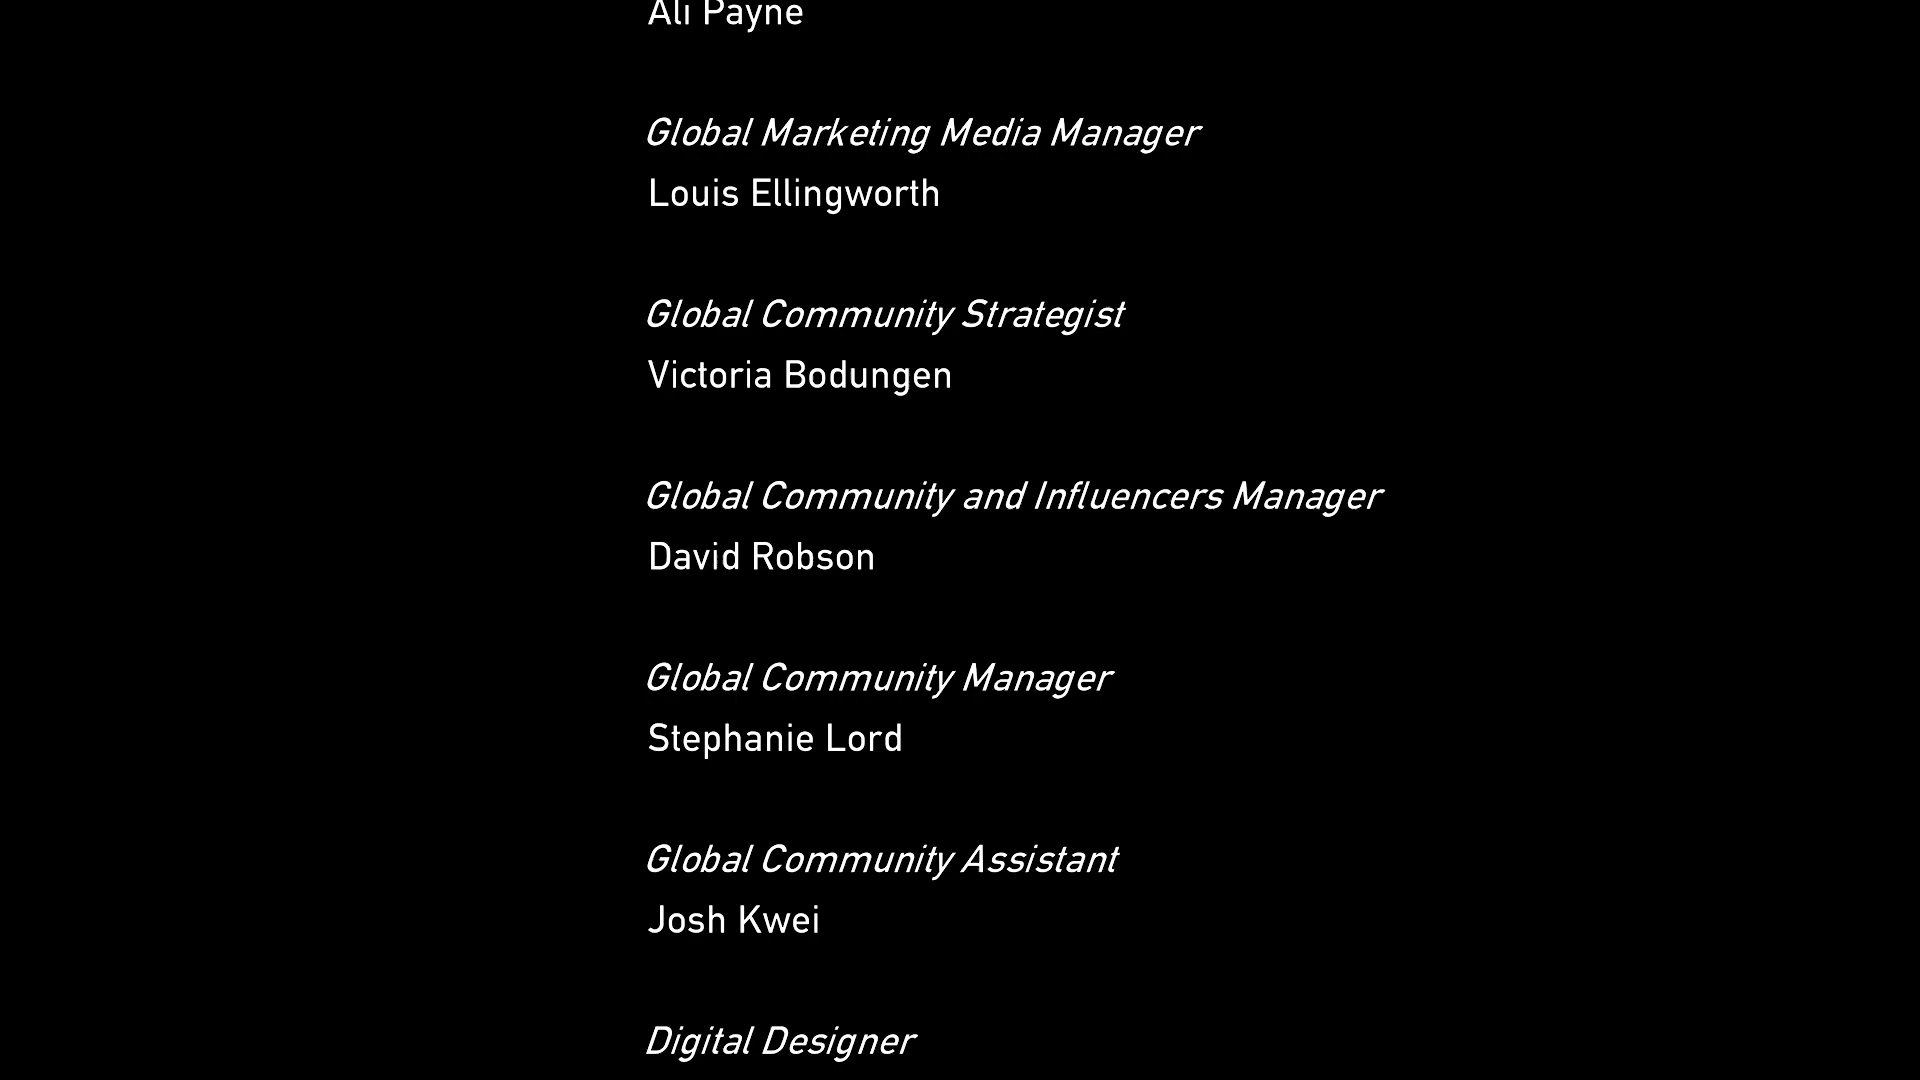 Ali Payne
Global Marketing Media Manager
Louis Ellingworth
Global Community Strategist
Victoria Bodungen
Global Community and Influencers Manager
David Robson
Global Community Manager
Stephanie Lord
Global Community Assistant
Josh Kwei
Digital Designer